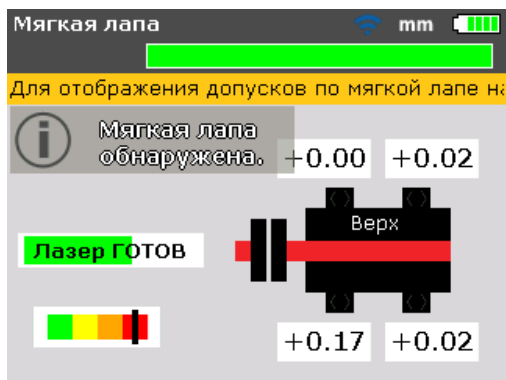 Мягкая лапа mm
Для отображения допусков по мягкой лапе на
Мягкая лапа
обнаружена.
+0.00 +0.02
Верх
Лазер ГОТОВ
+0.17 +0.02